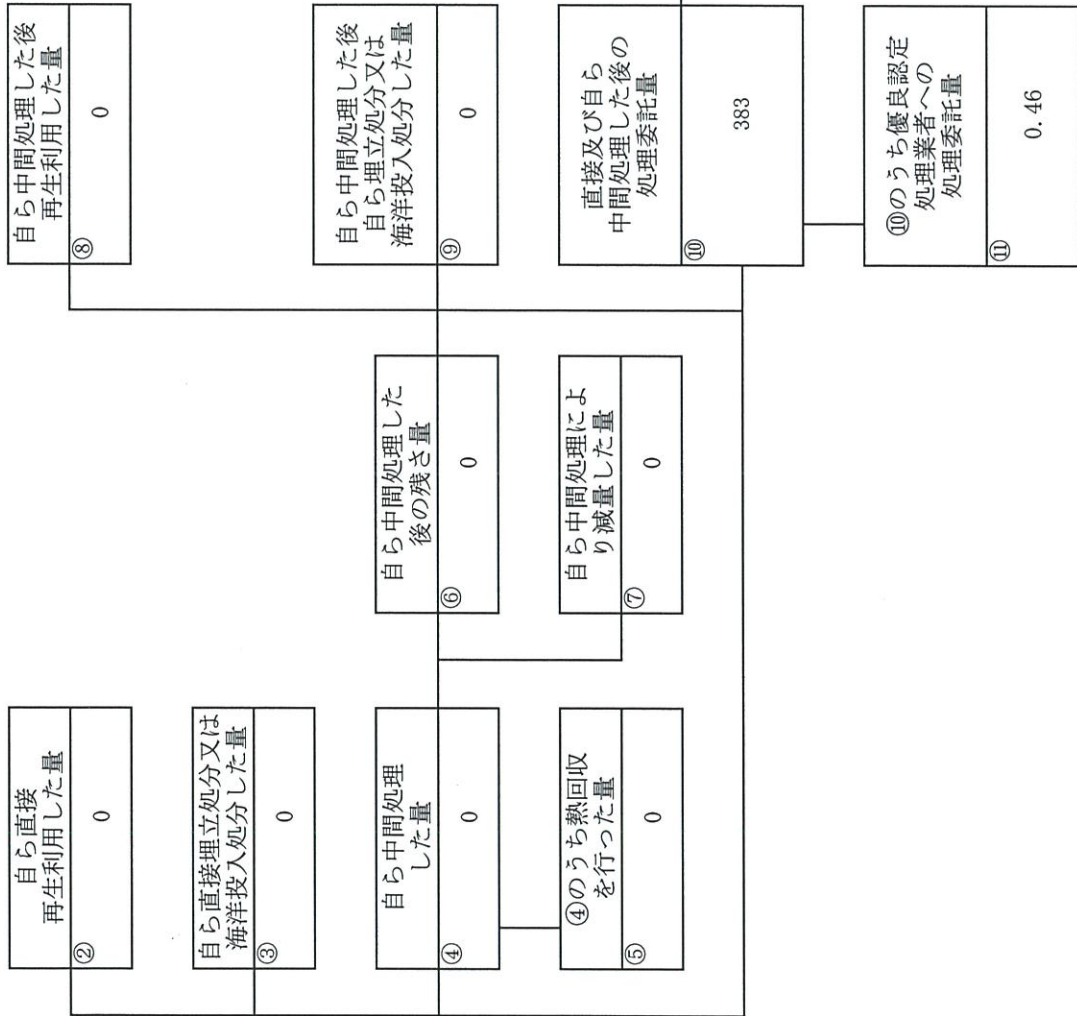 自ら直接
再生利用した量
②
0
自ら直接埋立処分又は
海洋投入処分した量
③
0
自ら中間処理
した量
④
0
④のうち熱回収
を行った量
⑤
0
自ら中間処理した
後の残さ量
⑥
0
自ら中間処理によ
り減量した量
⑦
0
自ら中間処理した後
再生利用した量
⑧
0
自ら中間処理した後
自ら埋立処分又は
海洋投入処分した量
⑨
0
直接及び自ら
中間処理した後の
処理委託量
⑩
383
⑩のうち優良認定
処理業者への
処理委託量
⑪
0.46